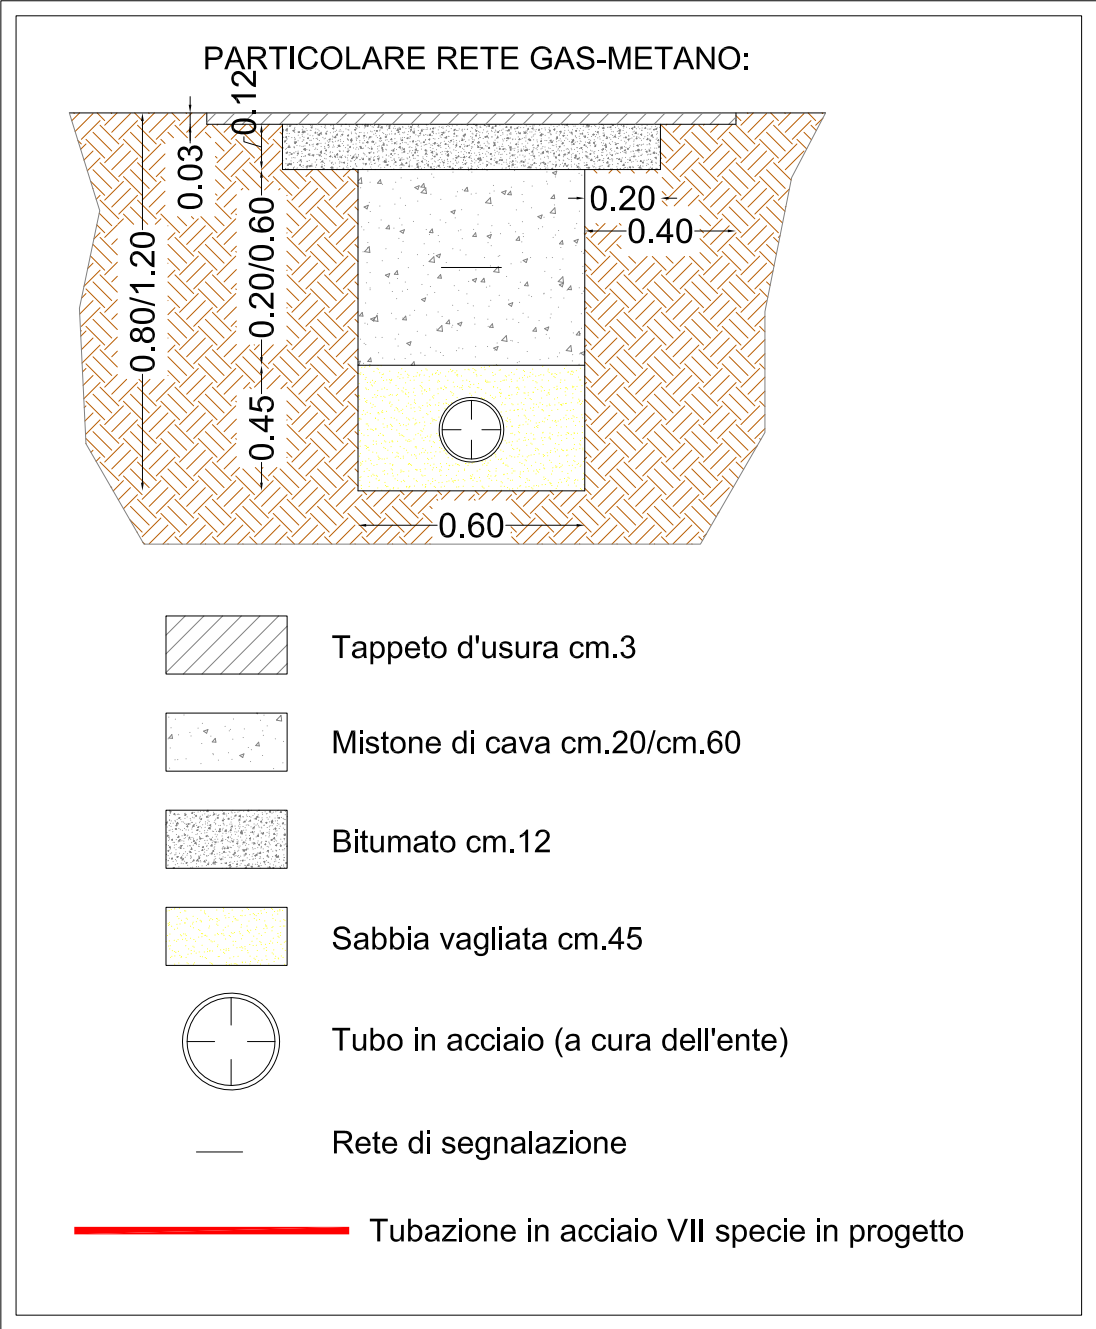 PARTICOLARE RETE GAS-METANO:
0.12
0.03
0.20
0.40
0.20/0.60
0.80/1.20
0.45
0.60
Tappeto d'usura cm.3
Mistone di cava cm.20/cm.60
Bitumato cm.12
Sabbia vagliata cm.45
Tubo in acciaio (a cura dell'ente)
Rete di segnalazione
Tubazione in acciaio VII specie in progetto